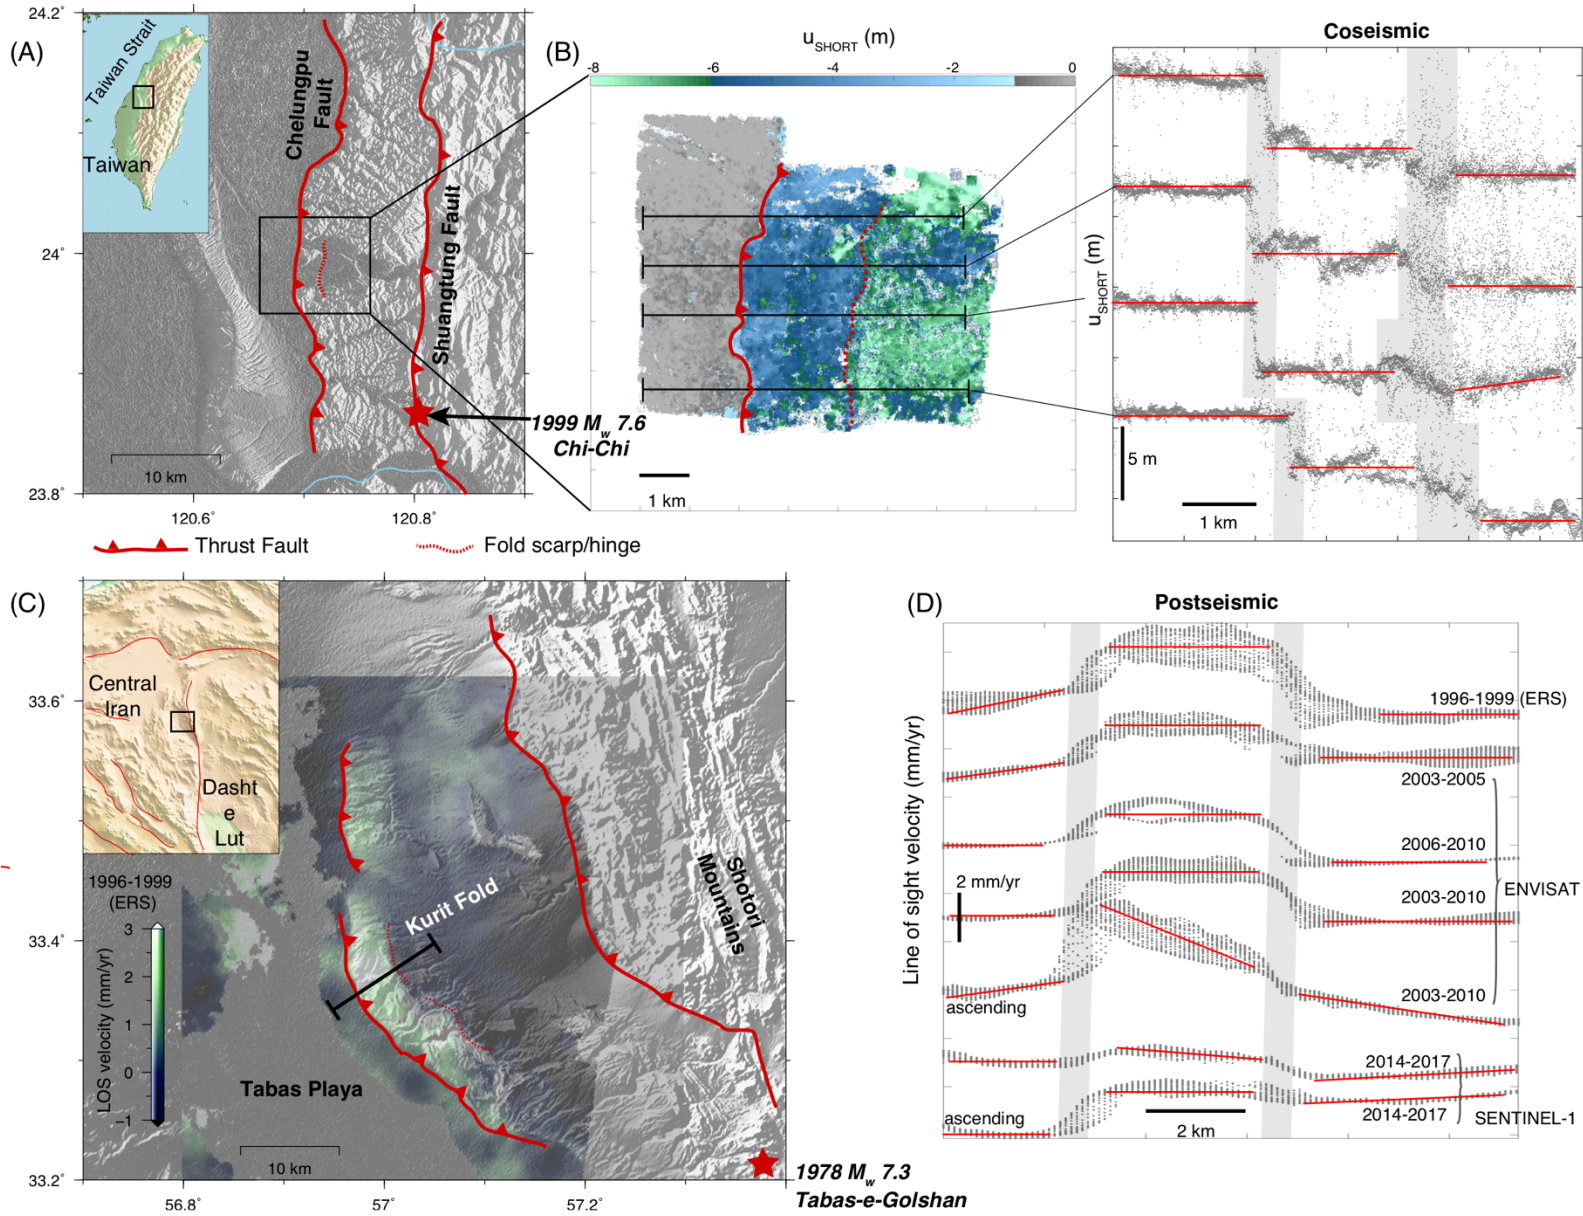 (A)
24.2°
24°
23.8°
120.6°
120.8°
Taiwan Strait
Taiwan
Chelungpu
Fault
Shuangtung Fault
10 km
1999 Mw 7.6
Chi-Chi
(B)
uSHORT (m)
-8
-6
-4
-2
0
1 km
Coseismic
uSHORT (m)
5 m
1 km
Thrust Fault
Fold scarp/hinge
(C)
33.6°
33.4°
33.2°
56.8°
57°
57.2°
Central
Iran
Dasht
e
Lut
1996-1999
(ERS)
LOS velocity (mm/yr)
3
2
1
0
−1
Kurit Fold
Shotori
Mountains
Tabas Playa
10 km
1978 Mw 7.3
Tabas-e-Golshan
(D)
Postseismic
Line of sight velocity (mm/yr)
1996-1999 (ERS)
2003-2005
2006-2010
2 mm/yr
2003-2010
ENVISAT
2003-2010
ascending
2014-2017
ascending
2014-2017
SENTINEL-1
2 km